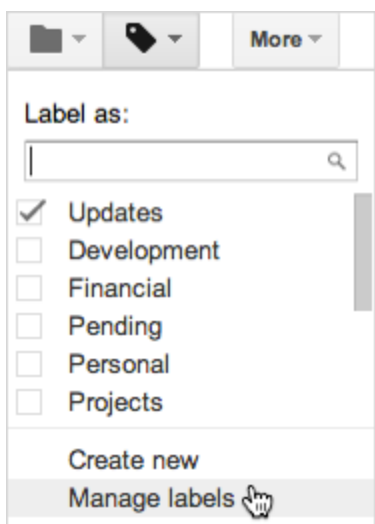 More
Label as:
Updates
Development
Financial
Pending
Personal
Projects
Create new
Manage labels